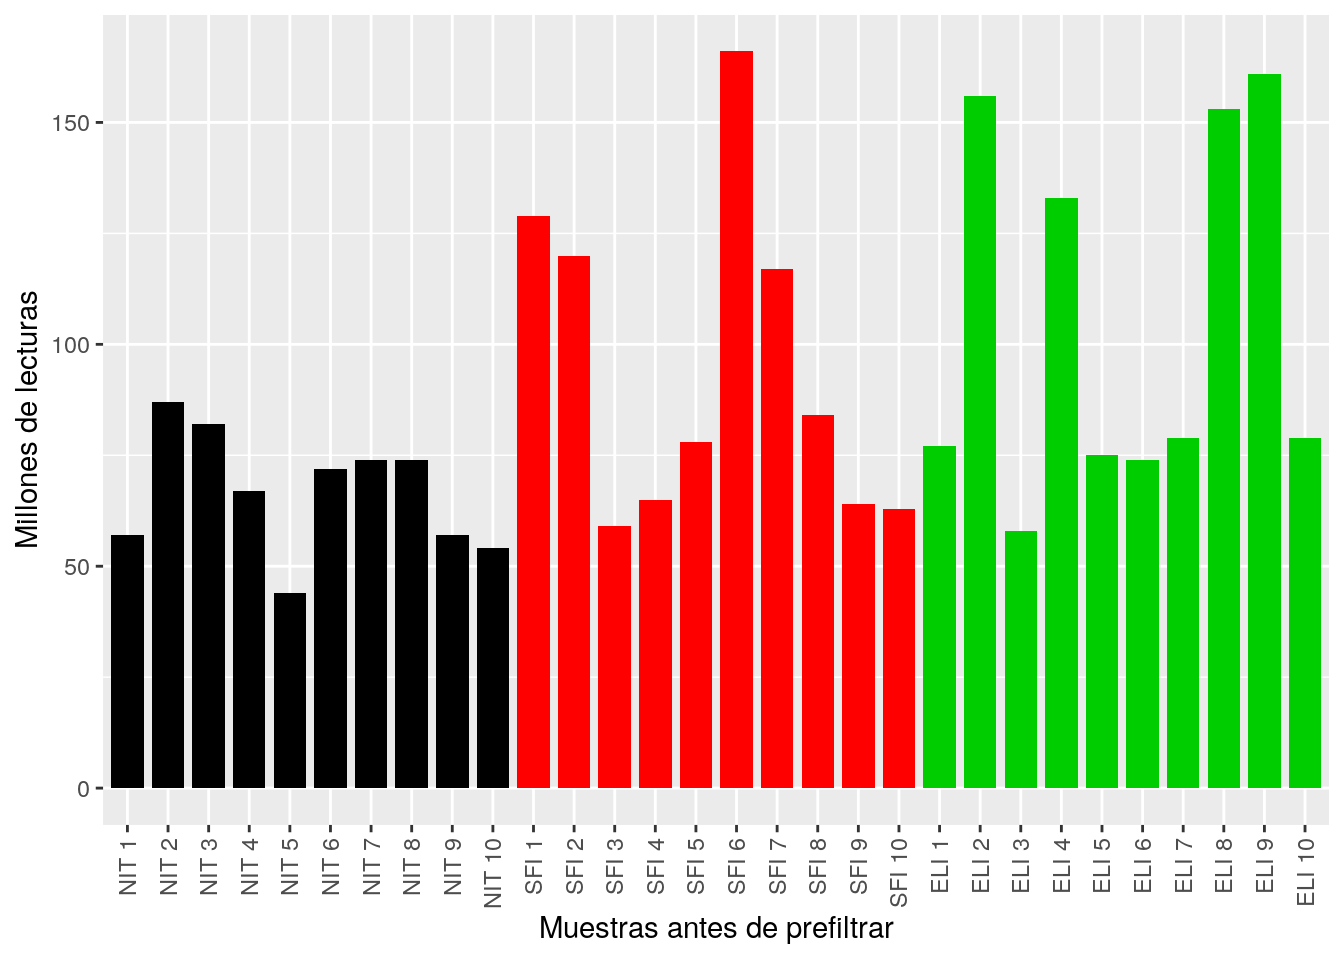 Millones de lecturas
150
100
50
0
NIT 1
NIT 2
NIT 3
NIT 4
NIT 5
NIT 6
NIT 7
NIT 8
NIT 9
NIT 10
SFI 1
SFI 2
SFI 3
SFI 4
SFI 5
SFI 6
SFI 7
SFI 8
SFI 9
SFI 10
ELI 1
ELI 2
ELI 3
ELI 4
ELI 5
ELI 6
ELI 7
ELI 8
ELI 9
ELI 10
Muestras antes de prefiltrar